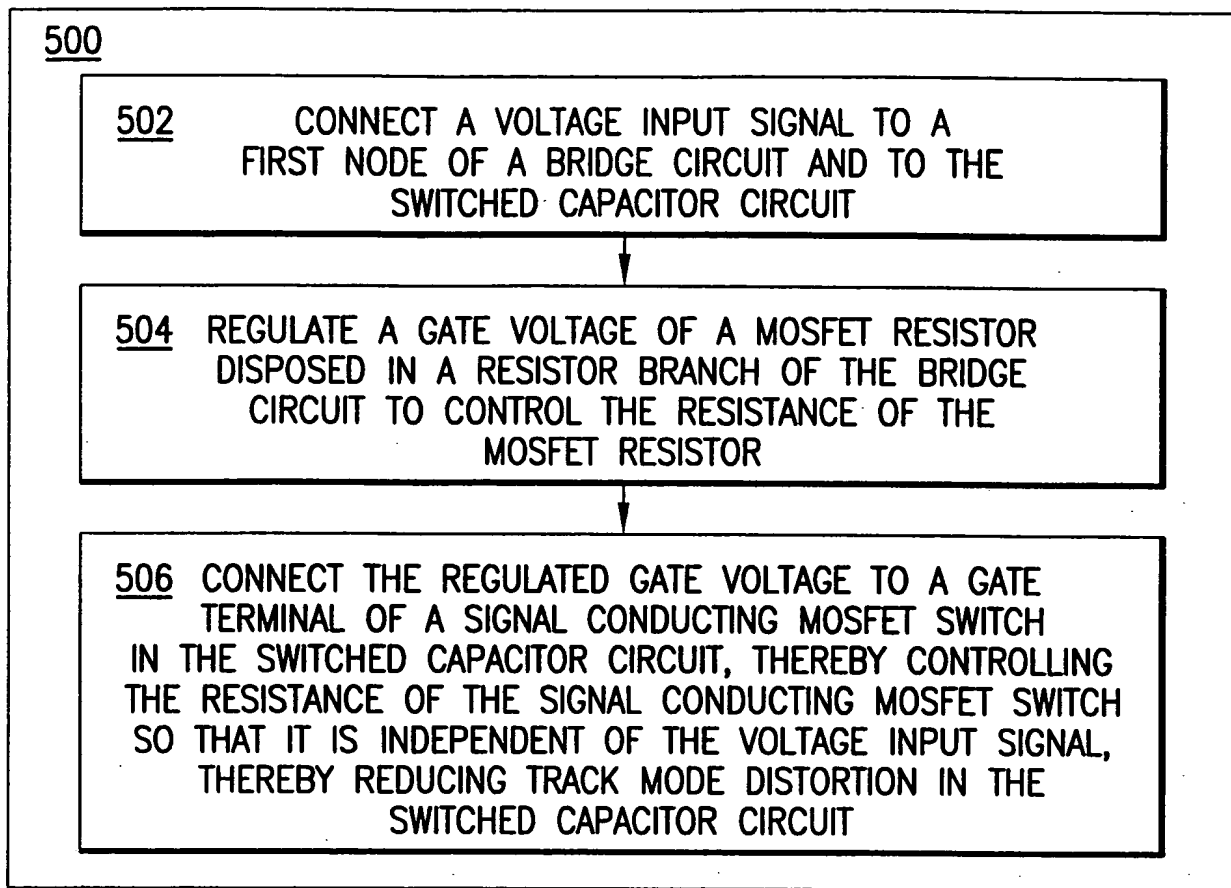 500
502 CONNECT A VOLTAGE INPUT SIGNAL TO A
FIRST NODE OF A BRIDGE CIRCUIT AND TO THE
SWITCHED CAPACITOR CIRCUIT
504 REGULATE A GATE VOLTAGE OF A MOSFET RESISTOR
DISPOSED IN A RESISTOR BRANCH OF THE BRIDGE
CIRCUIT TO CONTROL THE RESISTANCE OF THE
MOSFET RESISTOR
506 CONNECT THE REGULATED GATE VOLTAGE TO A GATE
TERMINAL OF A SIGNAL CONDUCTING MOSFET SWITCH
IN THE SWITCHED CAPACITOR CIRCUIT, THEREBY CONTROLLING
THE RESISTANCE OF THE SIGNAL CONDUCTING MOSFET SWITCH
SO THAT IT IS INDEPENDENT OF THE VOLTAGE INPUT SIGNAL,
THEREBY REDUCING TRACK MODE DISTORTION IN THE
SWITCHED CAPACITOR CIRCUIT